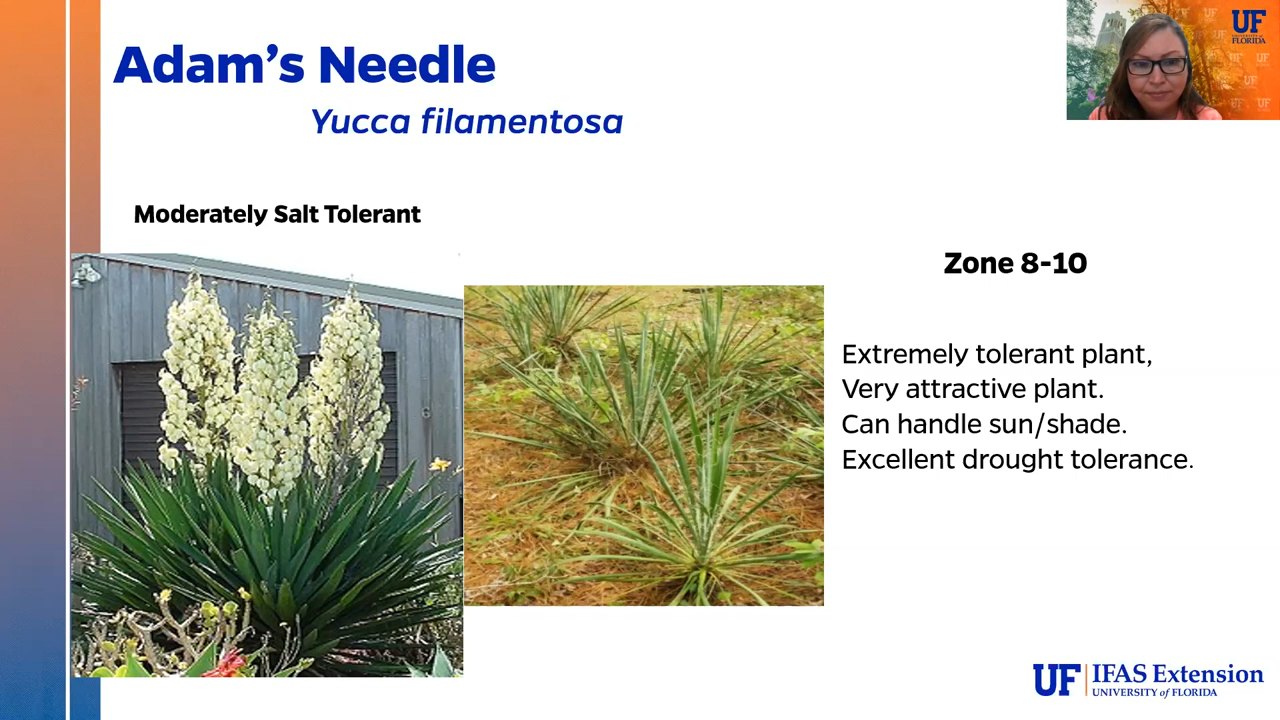 Adam’s Needle
Yucca filamentosa
UF
UNIVERSITY of
FLORIDA
Moderately Salt Tolerant
Zone 8-10
Extremely tolerant plant,
Very attractive plant.
Can handle sun/shade.
Excellent drought tolerance.
UF IFAS Extension
UNIVERSITY of FLORIDA